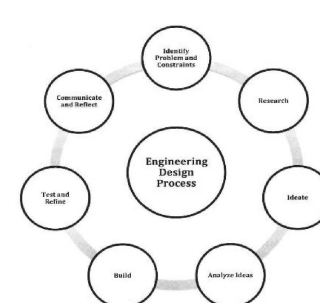 Identify
Problem and
Constraints
Research
Ideate
Analyze Ideas
Build
Test and
Refine
Communicate
and Reflect
Engineering
Design
Process